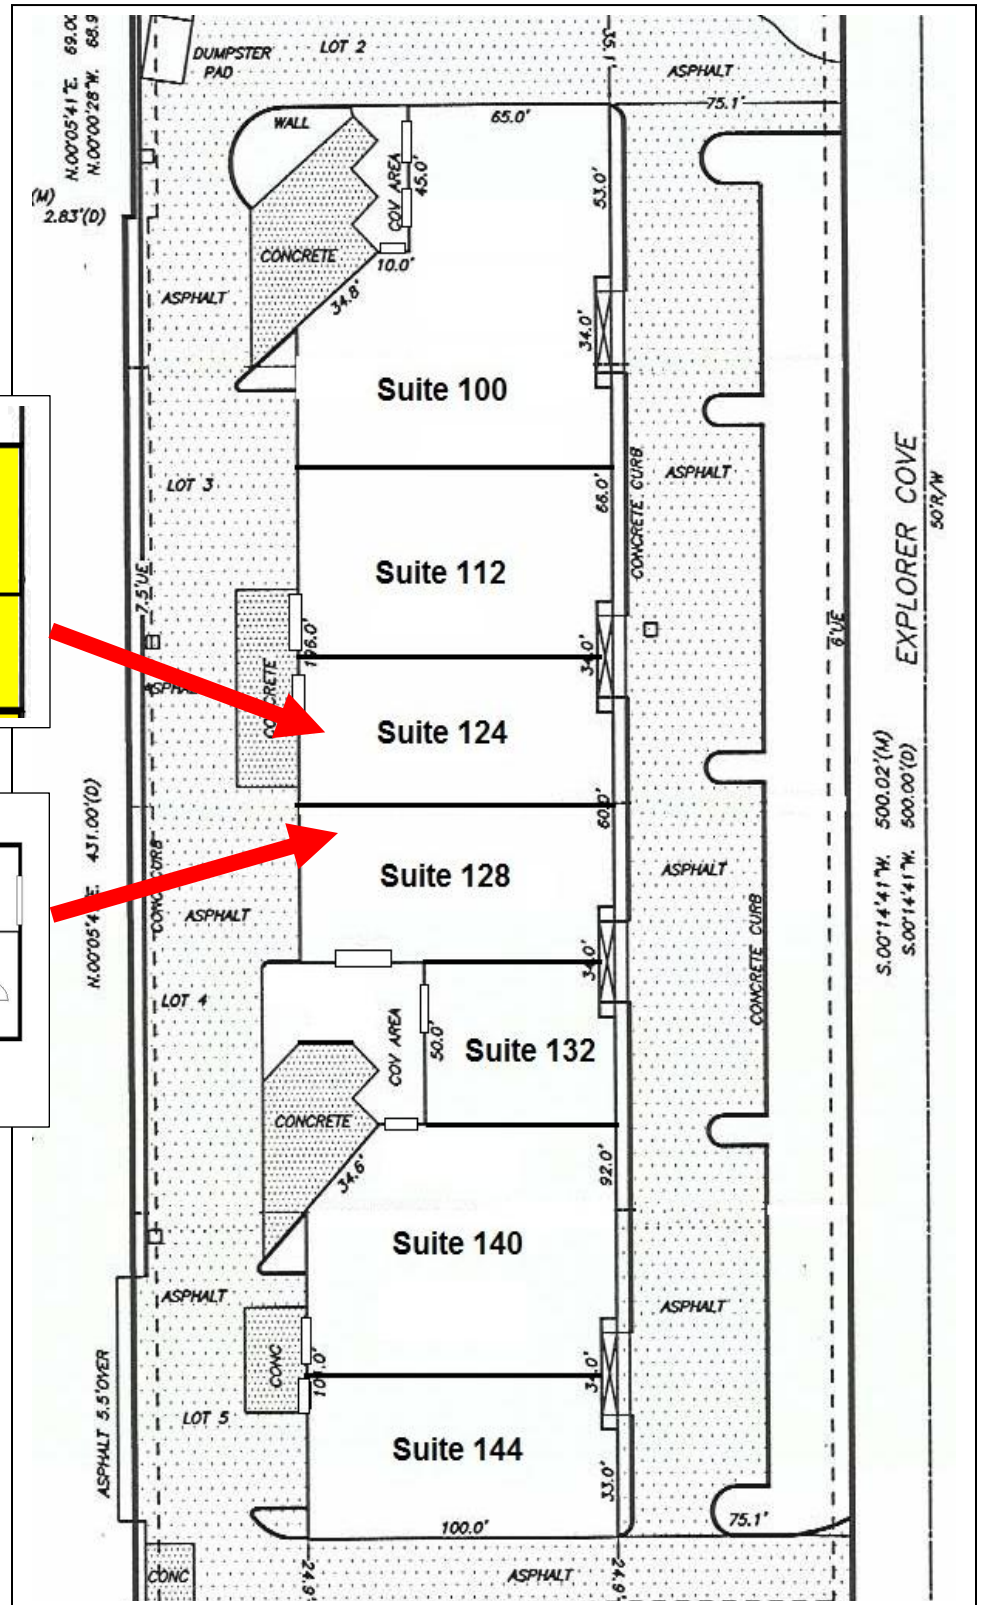 N.00°05'41"E. 69.00
N.00°00'28"W. 68.9
DUMPSTER
PAD
LOT 2
35.1'
ASPHALT
75.1'
WALL
65.0'
COV AREA
45.0'
53.0'
(M)
2.83'(D)
CONCRETE
10.0'
ASPHALT
34.8'
34.0'
Suite 100
LOT 3
66.0'
CONCRETE CURB
ASPHALT
EXPLORER COVE
50'R/W
7.5'UE
Suite 112
196.0'
34.0'
6'UE
ASPHALT
CONCRETE
Suite 124
N.00°05'41"E. 431.00'(D)
60.0'
S.00°14'41"W. 500.02'(M)
S.00°14'41"W. 500.00'(D)
CONC CURB
ASPHALT
Suite 128
ASPHALT
CONCRETE CURB
34.0'
LOT 4
COV AREA
50.0'
Suite 132
CONCRETE
34.6'
92.0'
Suite 140
ASPHALT
ASPHALT
CONC
34.0'
ASPHALT 5.5'OVER
LOT 5
Suite 144
33.0'
100.0'
75.1'
CONC
24.9'
ASPHALT
24.9'